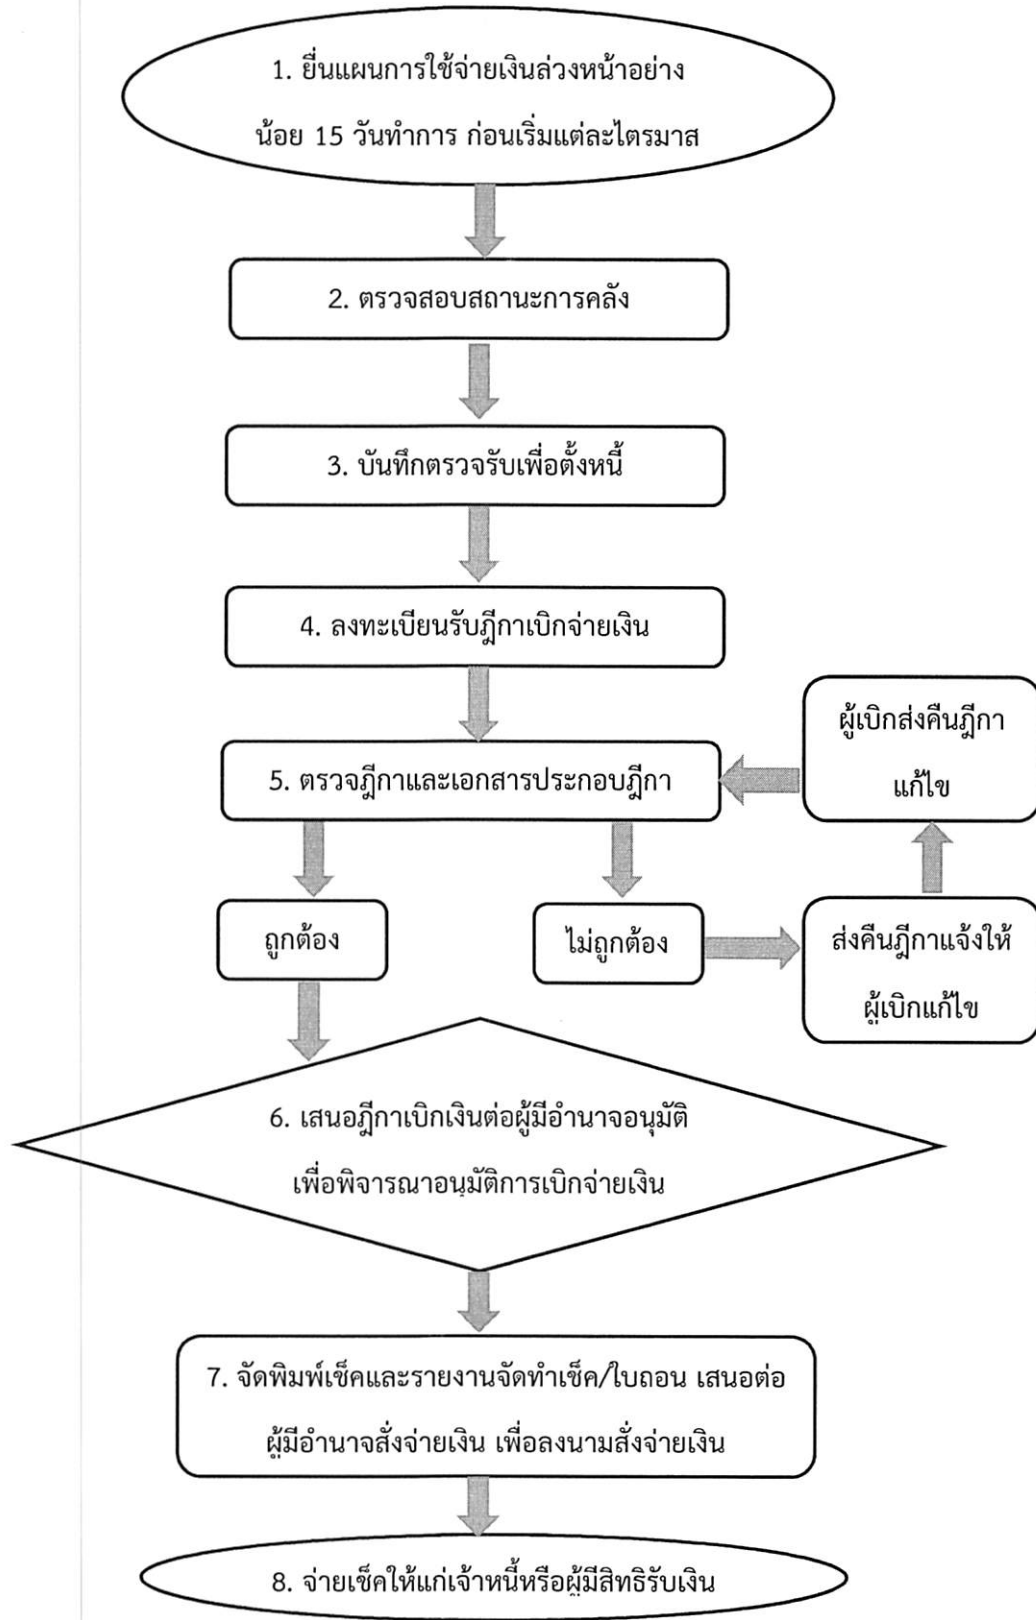 1. ยื่นแผนการใช้จ่ายเงินล่วงหน้าอย่าง
น้อย 15 วันทำการ ก่อนเริ่มแต่ละไตรมาส
2. ตรวจสอบสถานะการคลัง
3. บันทึกตรวจรับเพื่อตั้งหนี้
4. ลงทะเบียนรับฎีกาเบิกจ่ายเงิน
ผู้เบิกส่งคืนฎีกา
แก้ไข
5. ตรวจฎีกาและเอกสารประกอบฎีกา
ถูกต้อง
ไม่ถูกต้อง
ส่งคืนฎีกาแจ้งให้
ผู้เบิกแก้ไข
6. เสนอฎีกาเบิกเงินต่อผู้มีอำนาจอนุมัติ
เพื่อพิจารณาอนุมัติการเบิกจ่ายเงิน
7. จัดพิมพ์เช็คและรายงานจัดทำเช็ค/ใบถอน เสนอต่อ
ผู้มีอำนาจสั่งจ่ายเงิน เพื่อลงนามสั่งจ่ายเงิน
8. จ่ายเช็คให้แก่เจ้าหนี้หรือผู้มีสิทธิรับเงิน